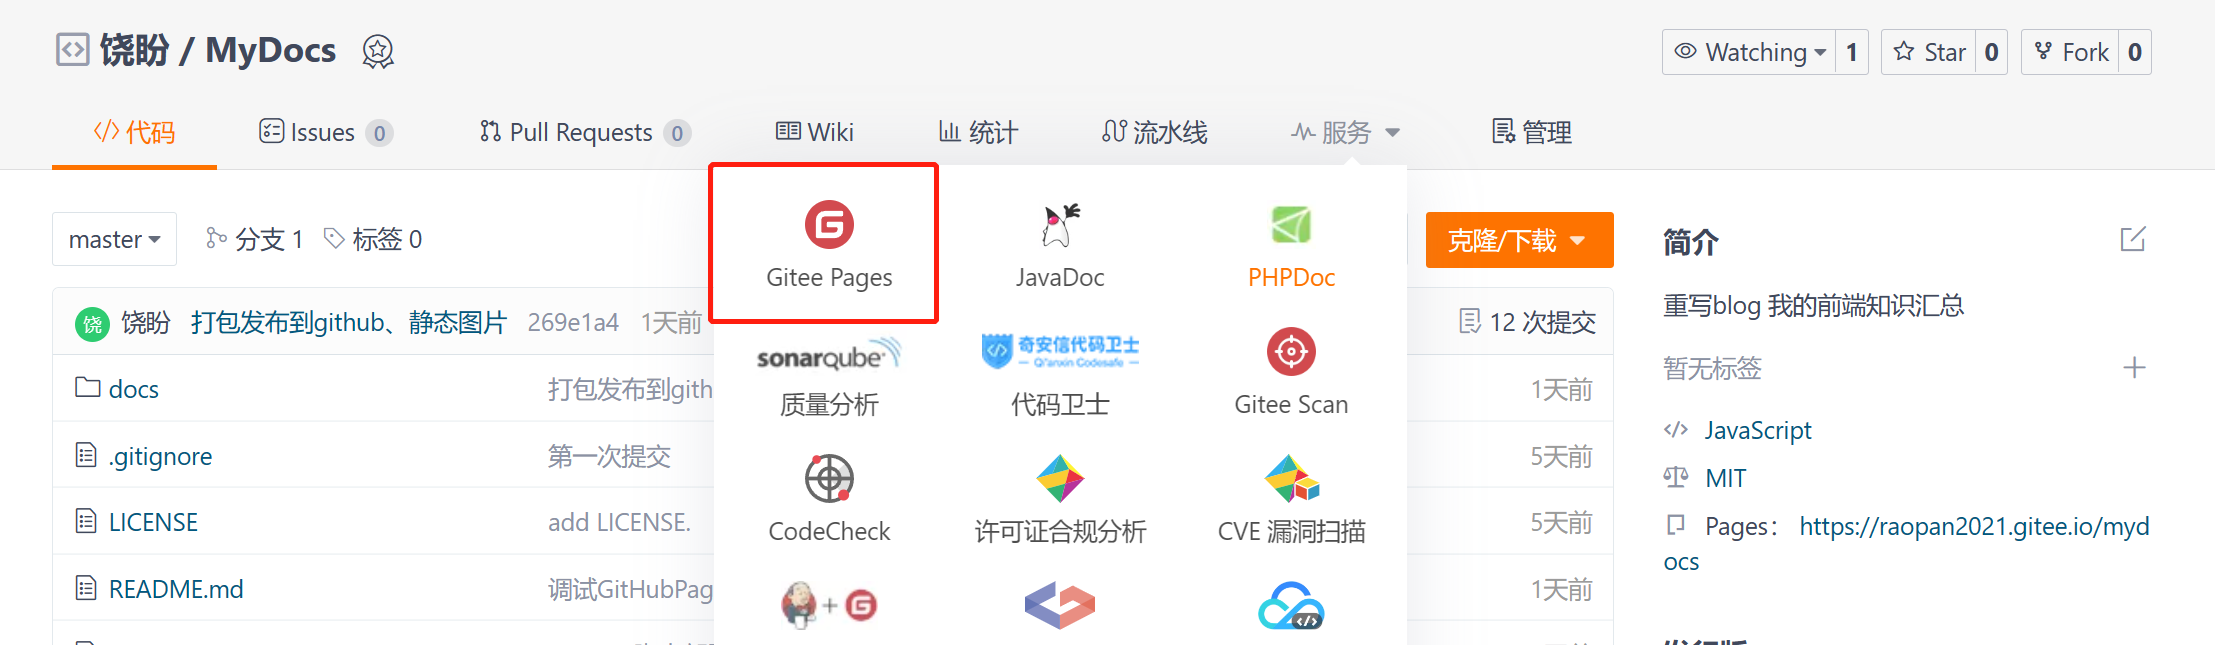 饶盼 / MyDocs
Watching 1 Star 0 Fork 0
代码 Issues 0 Pull Requests 0 Wiki 统计 流水线 服务 管理
master 分支 1 标签 0
克隆/下载
饶 饶盼 打包发布到github、静态图片 269e1a4 1天前
12 次提交
docs 打包发布到gith 1天前
.gitignore 第一次提交 5天前
LICENSE add LICENSE. 5天前
README.md 调试GitHubPag 1天前
G
Gitee Pages JavaDoc PHPDoc
sonarqube 奇安信代码卫士
Qi'anxin Codesafe
质量分析 代码卫士 Gitee Scan
CodeCheck 许可证合规分析 CVE 漏洞扫描
+ G
简介
重写blog 我的前端知识汇总
暂无标签
JavaScript
MIT
Pages： https://raopan2021.gitee.io/myd
ocs